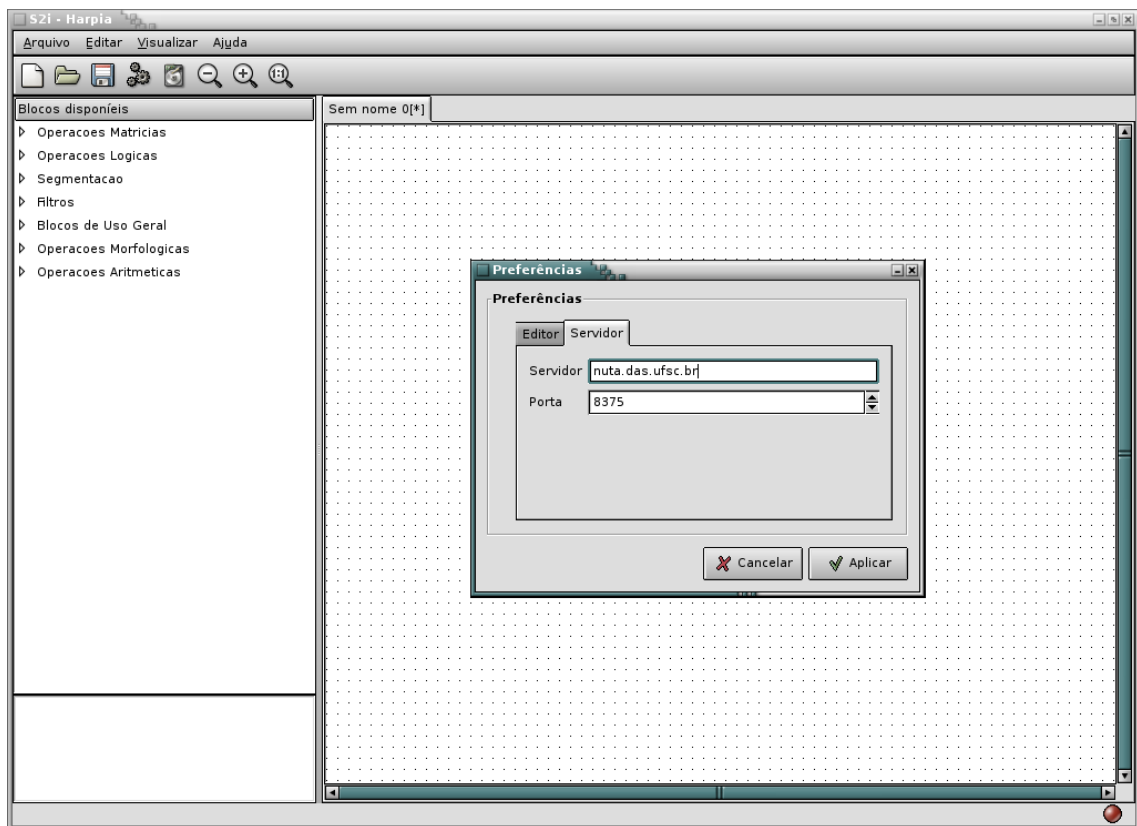 S2i - Harpia
Arquivo Editar Visualizar Ajuda
1:1
Blocos disponíeis
Sem nome 0[*]
Operacoes Matricias
Operacoes Logicas
Segmentacao
Filtros
Blocos de Uso Geral
Operacoes Morfologicas
Operacoes Aritmeticas
Preferências
Preferências
Editor Servidor
Servidor nuta.das.ufsc.br
Porta 8375
Cancelar Aplicar